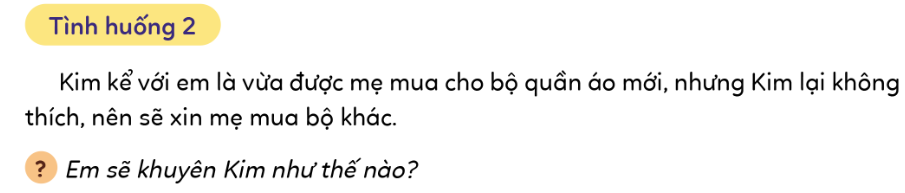 Tình huống 2
Kim kể với em là vừa được mẹ mua cho bộ quần áo mới, nhưng Kim lại không
thích, nên sẽ xin mẹ mua bộ khác.
? Em sẽ khuyên Kim như thế nào?